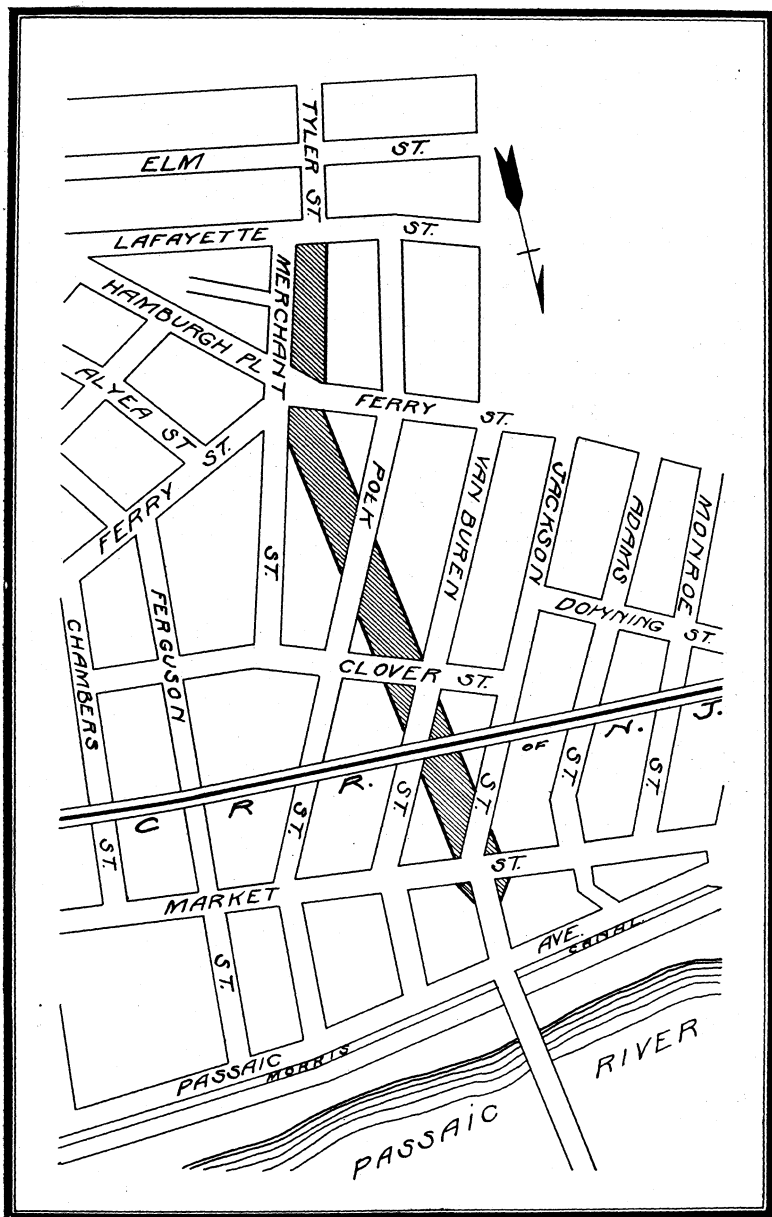 TYLER ST.
ELM ST.
LAFAYETTE ST.
MERCHANT ST.
HAMBURGH PL.
ALYEA ST.
FERRY ST.
FERRY ST.
POLK ST.
VAN BUREN ST.
JACKSON ST.
ADAMS ST.
MONROE ST.
DOWNING ST.
CHAMBERS ST.
FERGUSON ST.
CLOVER ST.
C R R. OF N. J.
MARKET ST.
PASSAIC AVE.
MORRIS CANAL.
PASSAIC RIVER